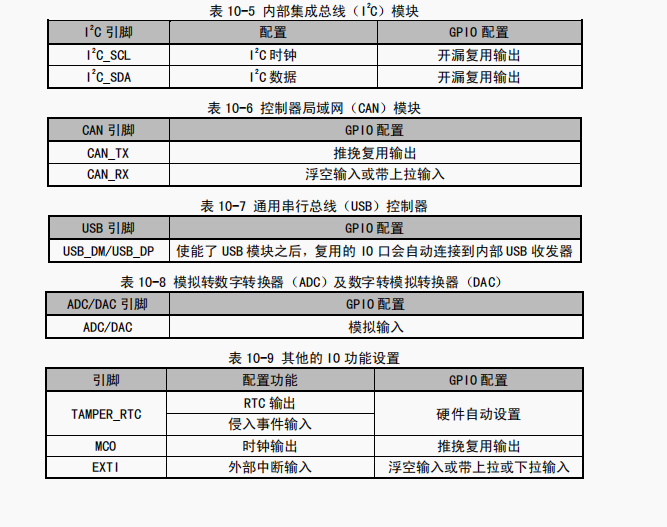 表 10-5 内部集成总线（I²C）模块
I²C 引脚 配置 GPIO 配置
I²C_SCL I²C 时钟 开漏复用输出
I²C_SDA I²C 数据 开漏复用输出
表 10-6 控制器局域网（CAN）模块
CAN 引脚 GPIO 配置
CAN_TX 推挽复用输出
CAN_RX 浮空输入或带上拉输入
表 10-7 通用串行总线（USB）控制器
USB 引脚 GPIO 配置
USB_DM/USB_DP 使能了 USB 模块之后，复用的 IO 口会自动连接到内部 USB 收发器
表 10-8 模拟转数字转换器（ADC）及数字转模拟转换器（DAC）
ADC/DAC 引脚 GPIO 配置
ADC/DAC 模拟输入
表 10-9 其他的 IO 功能设置
引脚 配置功能 GPIO 配置
TAMPER_RTC RTC 输出 硬件自动设置
侵入事件输入
MCO 时钟输出 推挽复用输出
EXTI 外部中断输入 浮空输入或带上拉或下拉输入